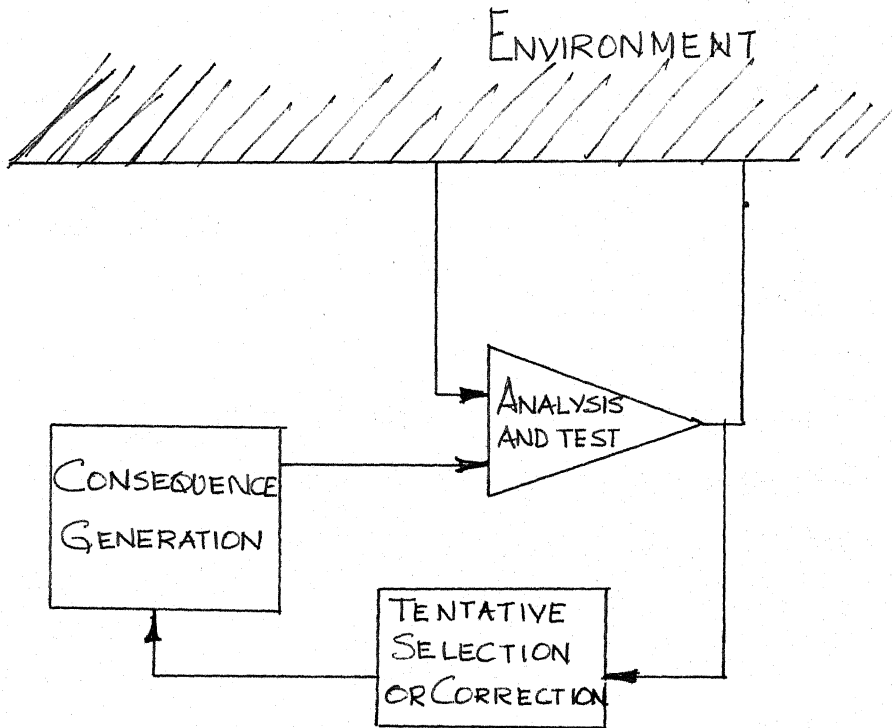 ENVIRONMENT
ANALYSIS
AND TEST
CONSEQUENCE
GENERATION
TENTATIVE
SELECTION
OR CORRECTION